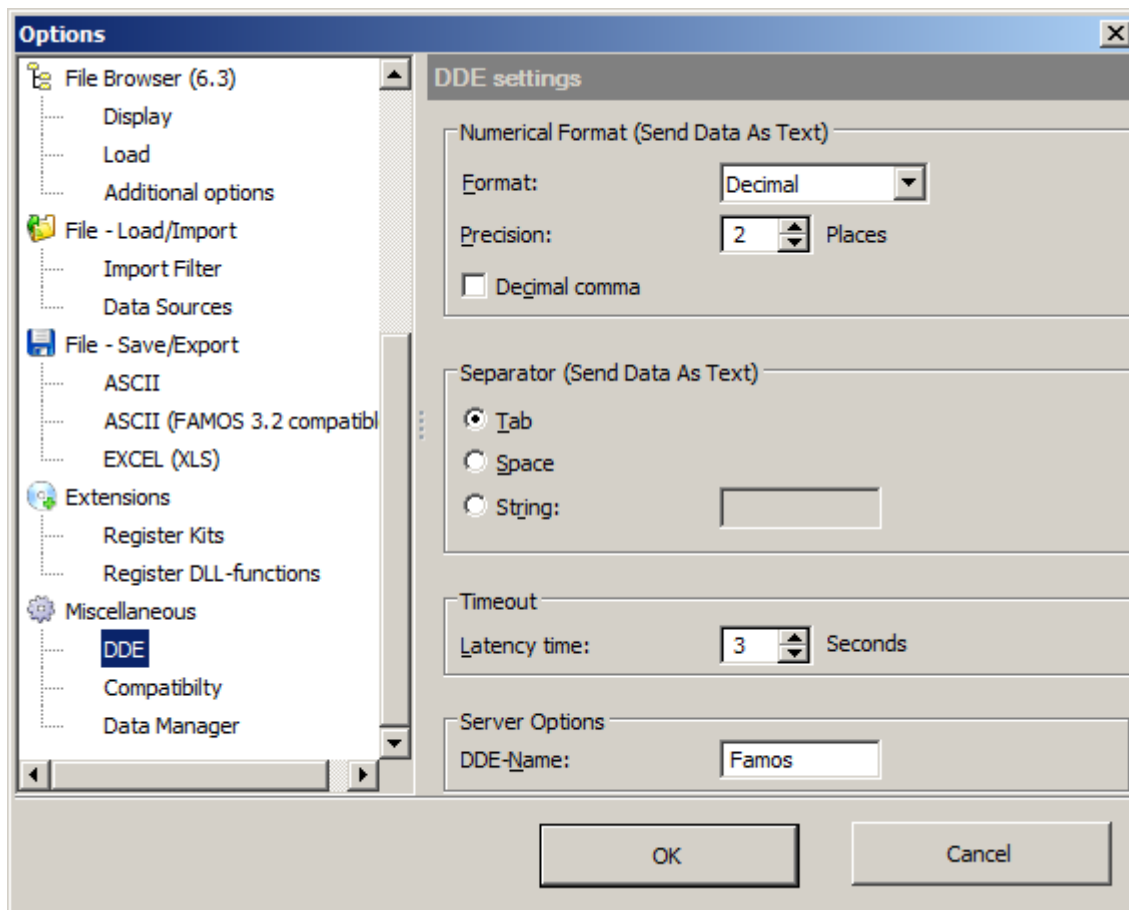 Options
File Browser (6.3)
Display
Load
Additional options
File - Load/Import
Import Filter
Data Sources
File - Save/Export
ASCII
ASCII (FAMOS 3.2 compatibl
EXCEL (XLS)
Extensions
Register Kits
Register DLL-functions
Miscellaneous
DDE
Compatibilty
Data Manager
DDE settings
Numerical Format (Send Data As Text)
Format: Decimal
Precision: 2 Places
Decimal comma
Separator (Send Data As Text)
Tab
Space
String:
Timeout
Latency time: 3 Seconds
Server Options
DDE-Name: Famos
OK Cancel